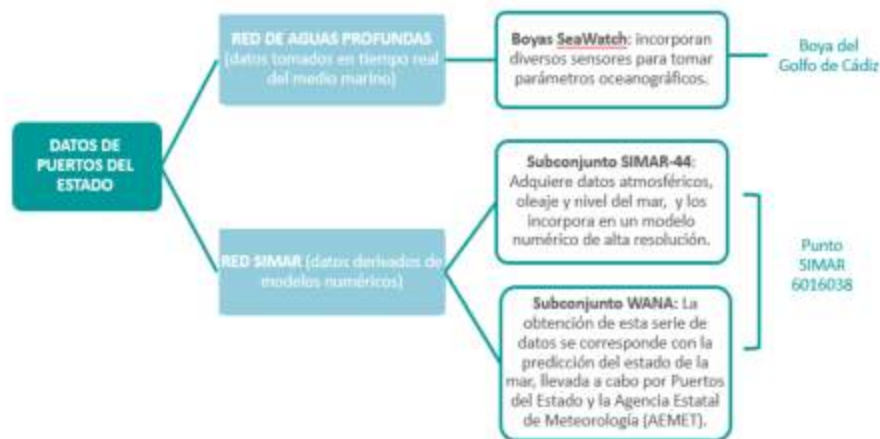 DATOS DE
PUERTOS DEL
ESTADO
RED DE AGUAS PROFUNDAS
(datos tomados en tiempo real
del medio marino)
Boyas SeaWatch: incorporan
diversos sensores para tomar
parámetros oceanográficos.
Boya del
Golfo de Cádiz
RED SIMAR (datos derivados de
modelos numéricos)
Subconjunto SIMAR-44:
Adquiere datos atmosféricos,
oleaje y nivel del mar, y los
incorpora en un modelo
numérico de alta resolución.
Subconjunto WANA: La
obtención de esta serie de
datos se corresponde con la
predicción del estado de la
mar, llevada a cabo por Puertos
del Estado y la Agencia Estatal
de Meteorología (AEMET).
Punto
SIMAR
6016038